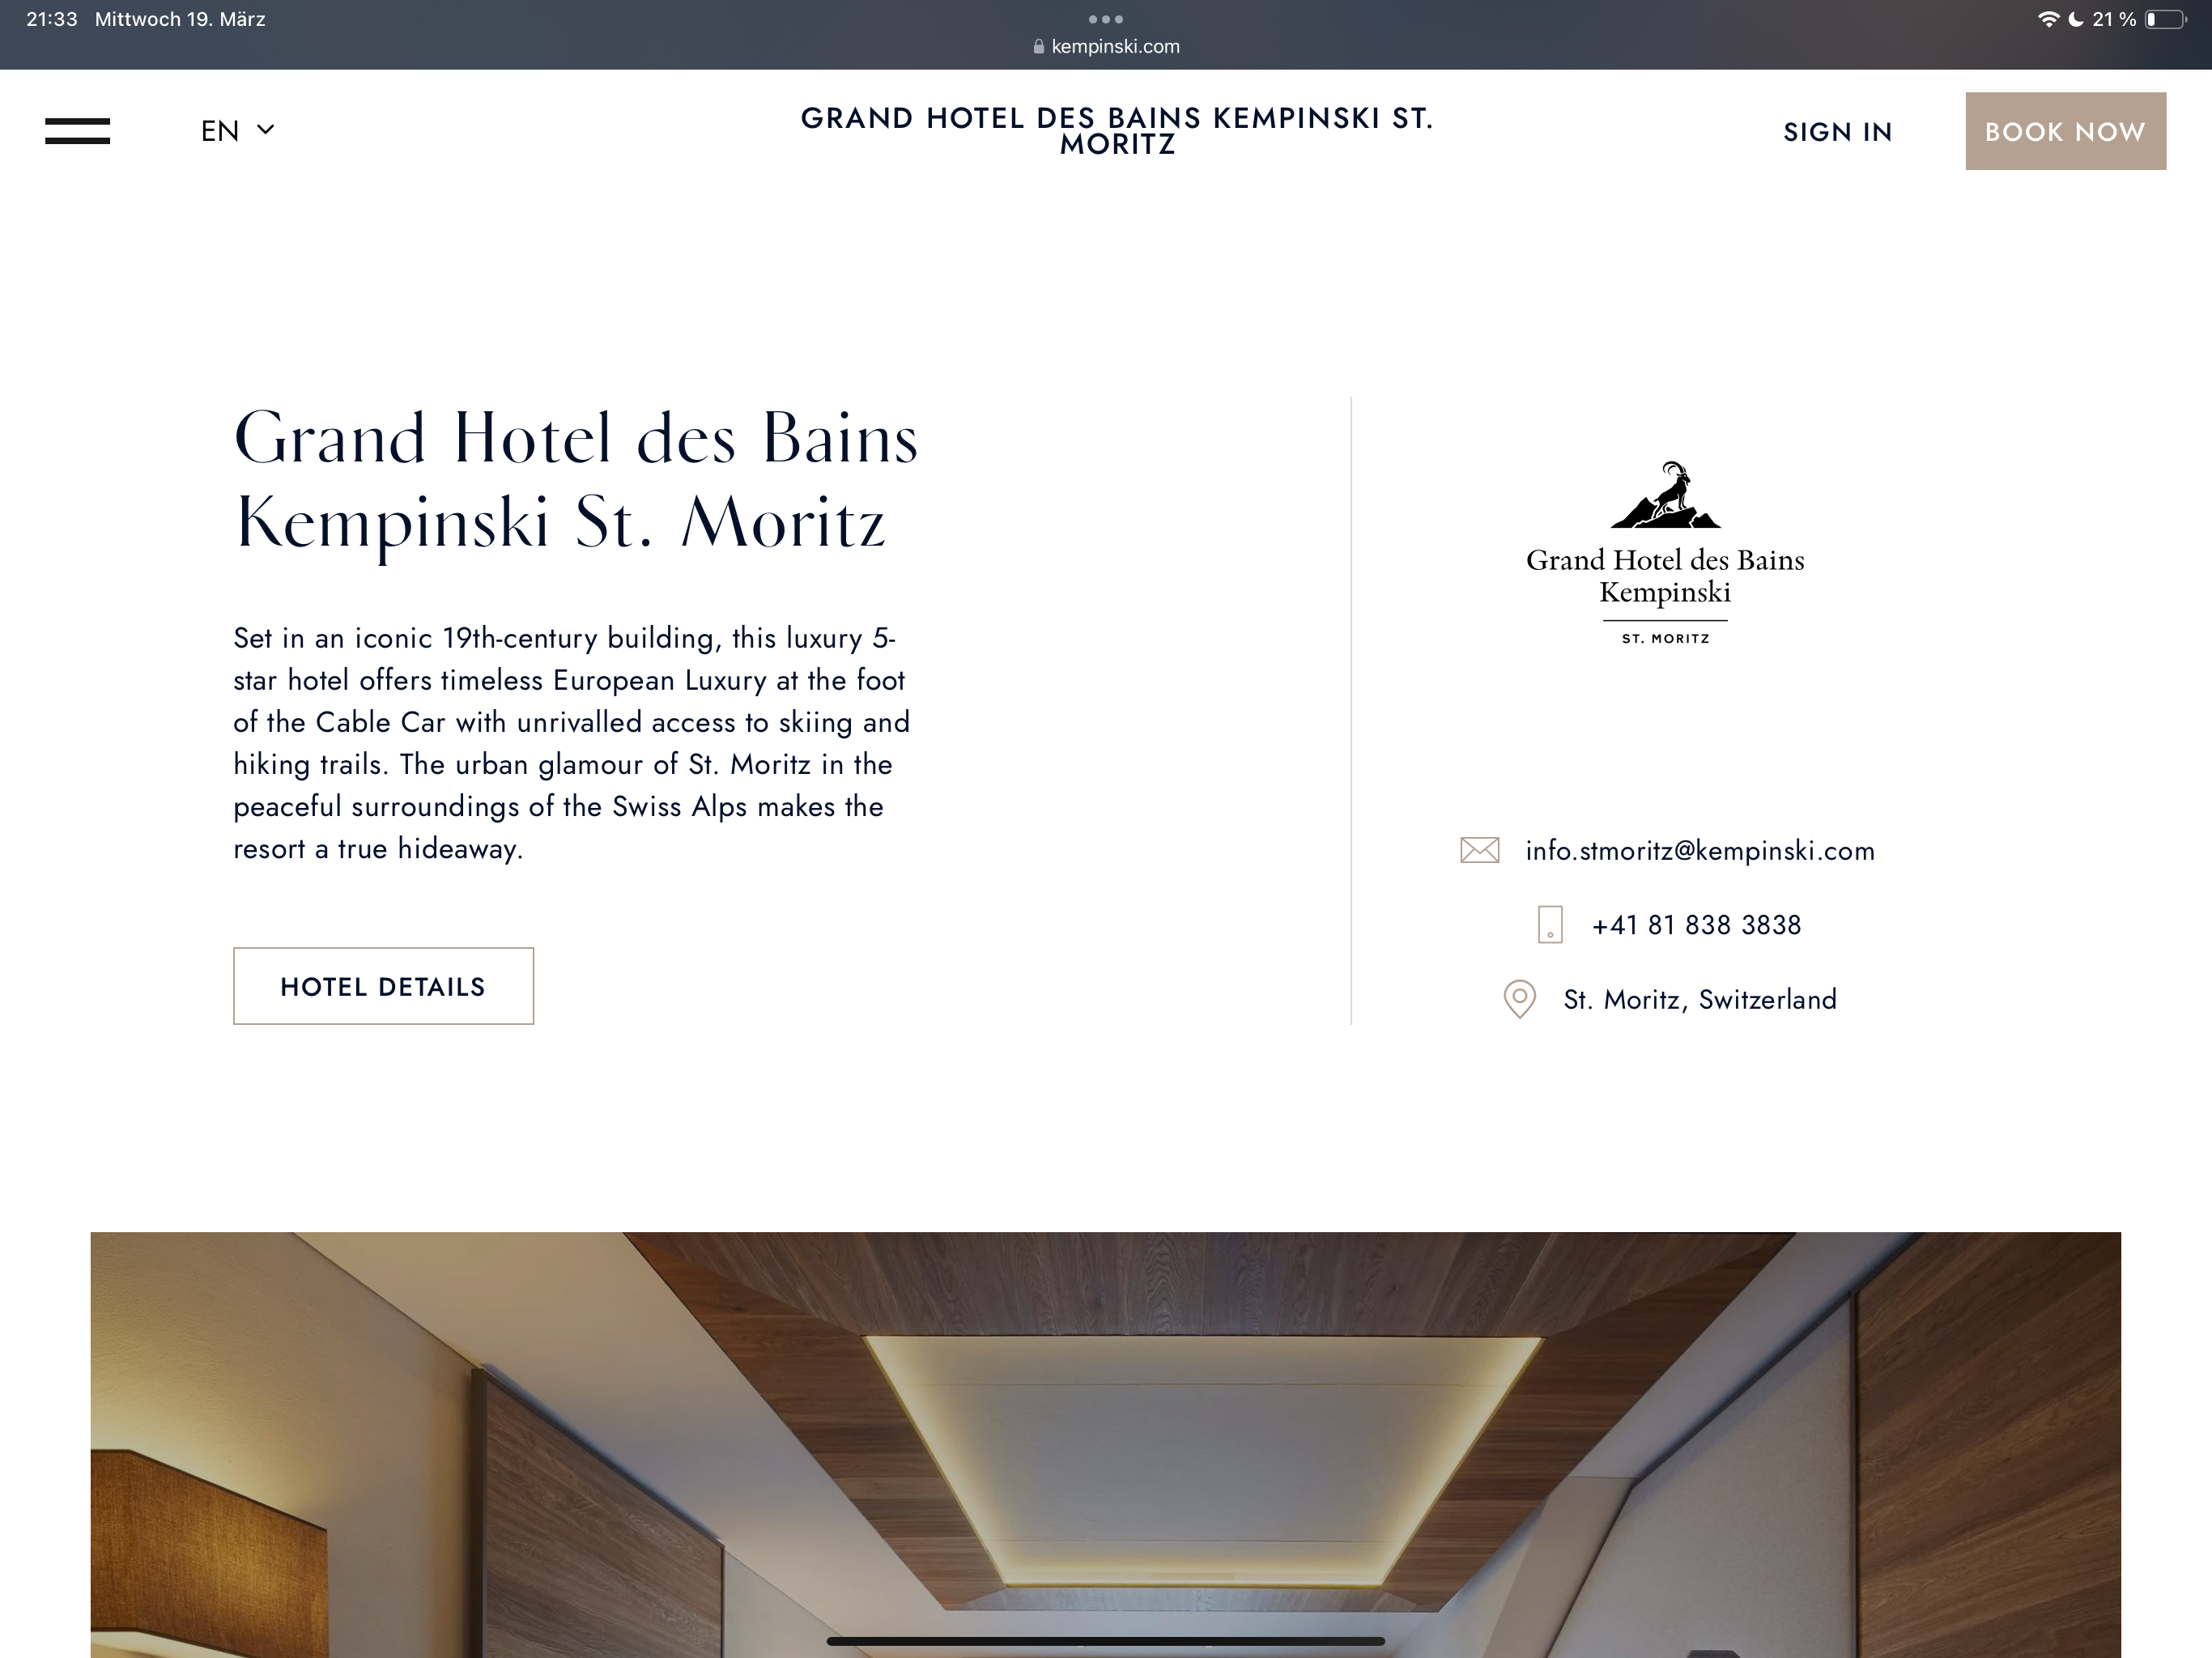 21:33 Mittwoch 19. März
21 %
kempinski.com
EN
GRAND HOTEL DES BAINS KEMPINSKI ST.
MORITZ
SIGN IN
BOOK NOW
Grand Hotel des Bains
Kempinski St. Moritz
Set in an iconic 19th-century building, this luxury 5-
star hotel offers timeless European Luxury at the foot
of the Cable Car with unrivalled access to skiing and
hiking trails. The urban glamour of St. Moritz in the
peaceful surroundings of the Swiss Alps makes the
resort a true hideaway.
HOTEL DETAILS
Grand Hotel des Bains
Kempinski
ST. MORITZ
info.stmoritz@kempinski.com
+41 81 838 3838
St. Moritz, Switzerland